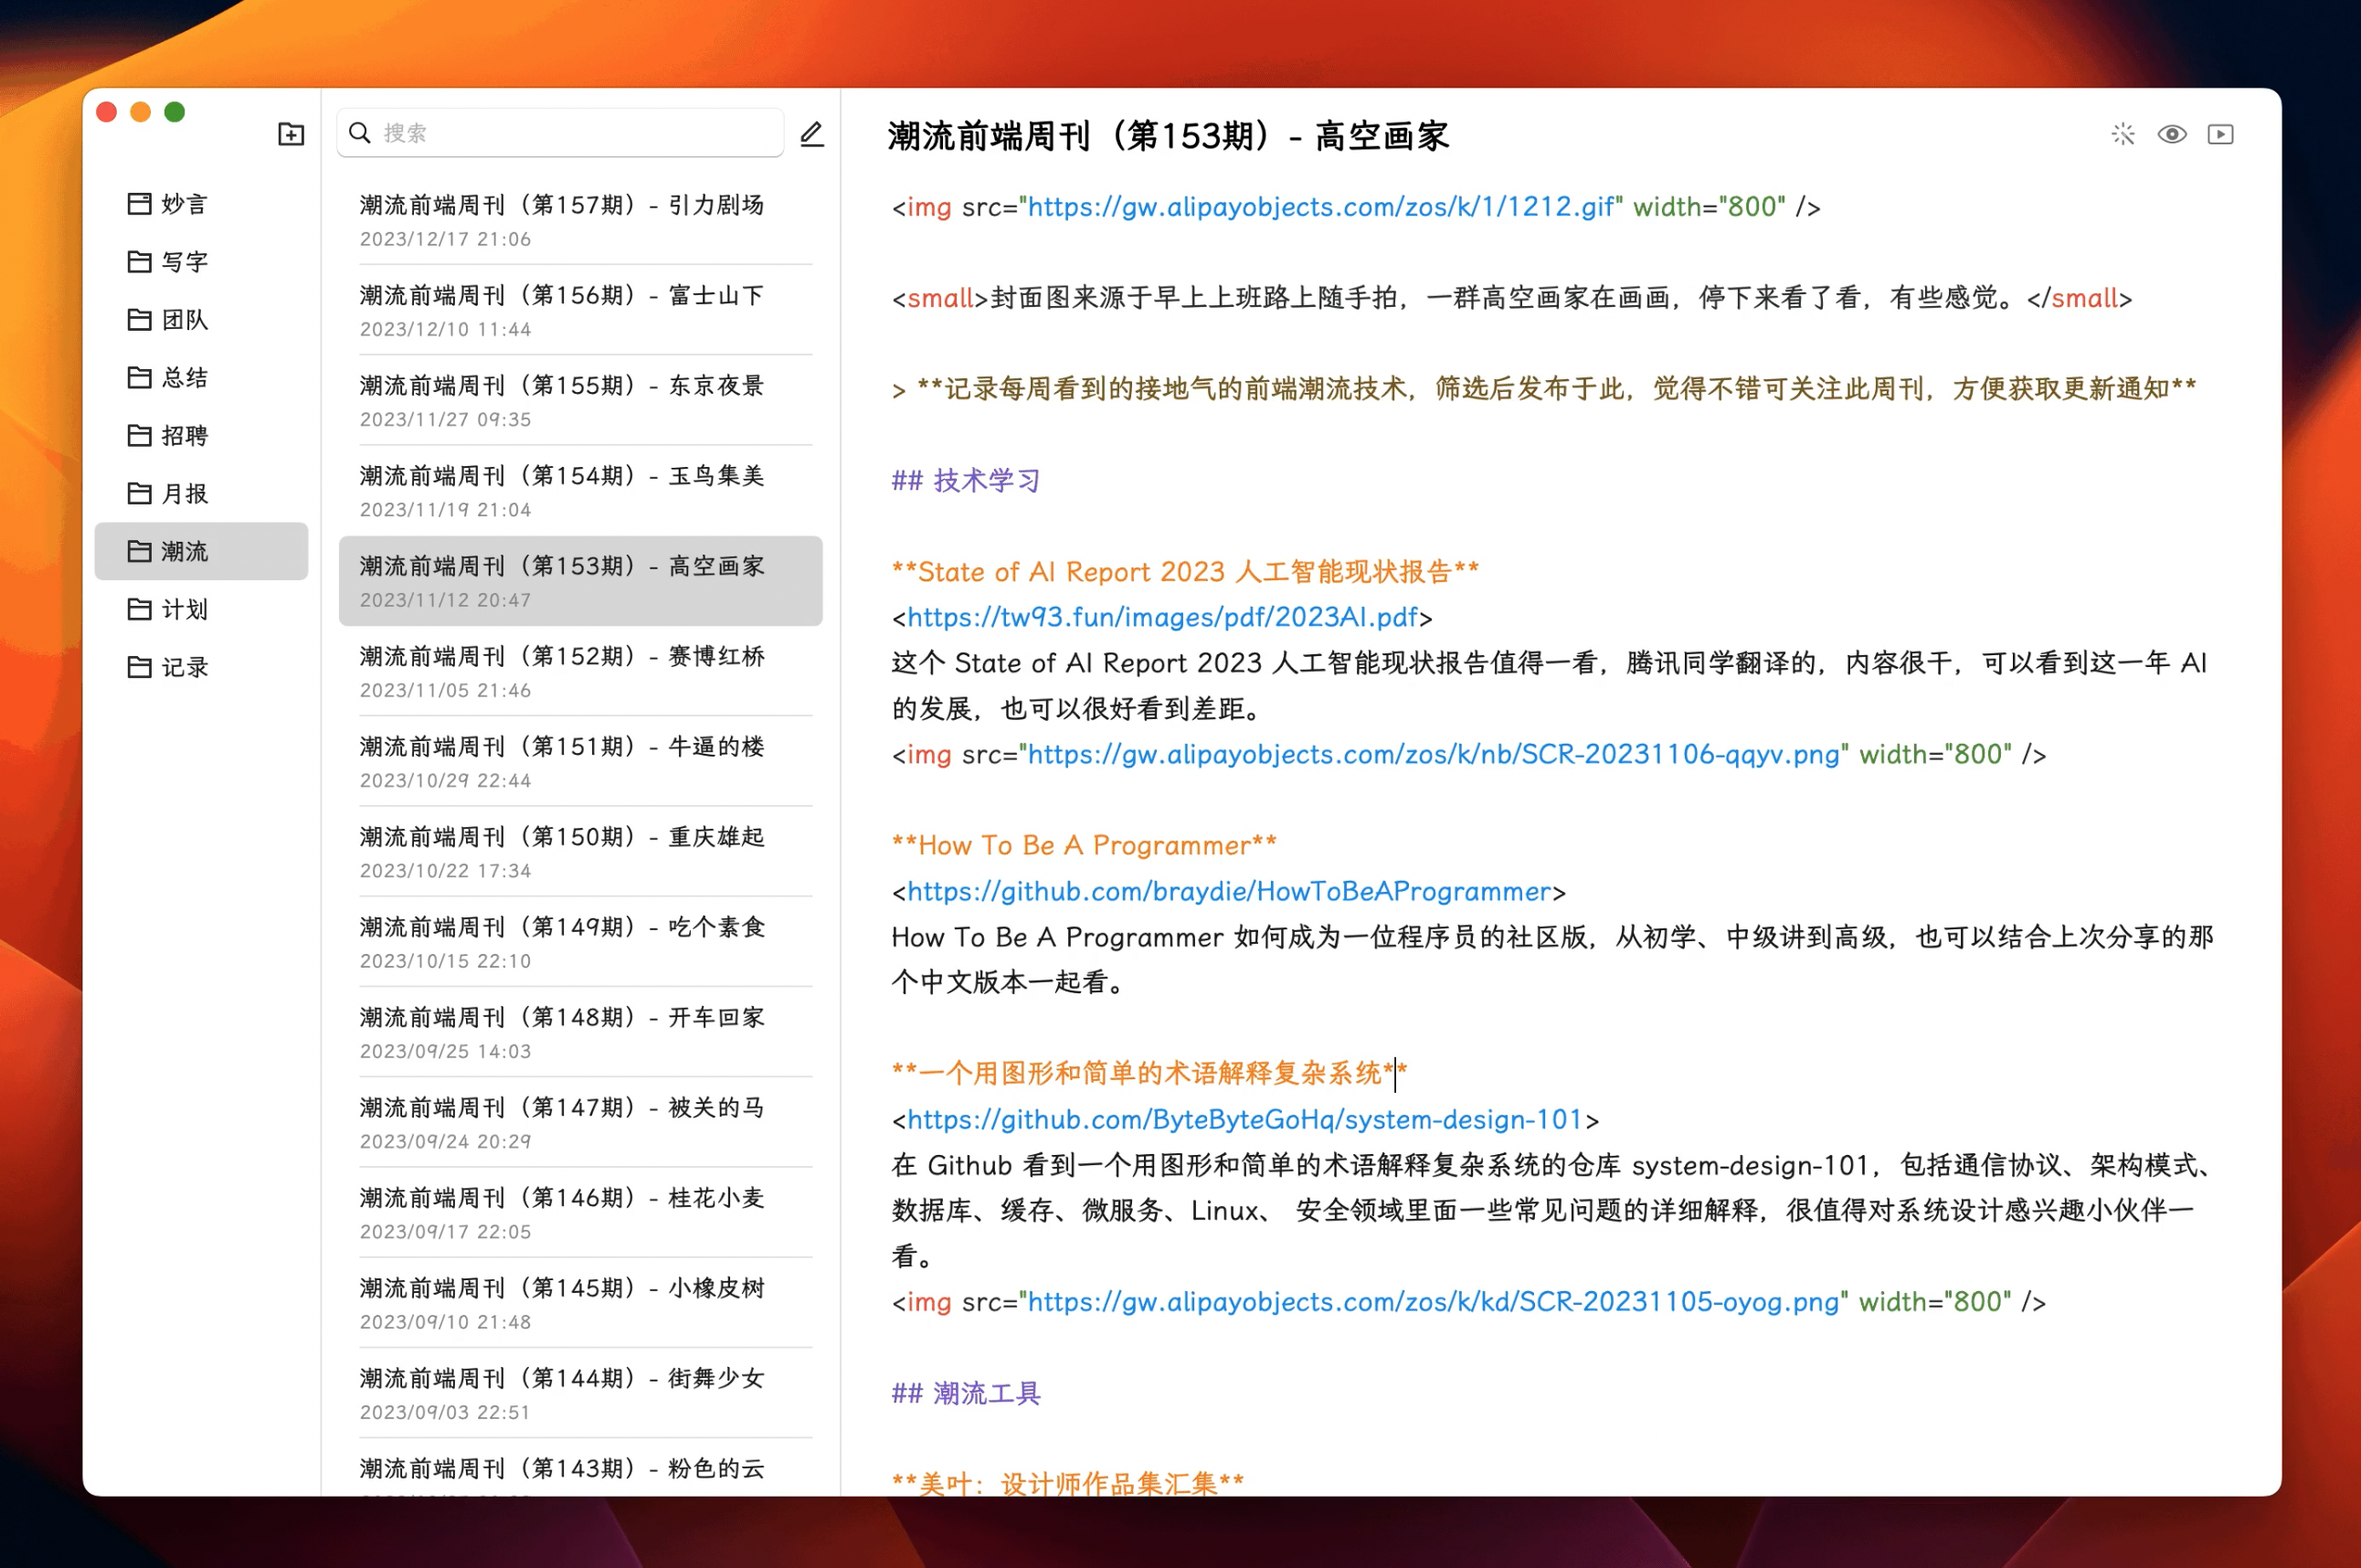 搜索
妙言
写字
团队
总结
招聘
月报
潮流
计划
记录
潮流前端周刊（第157期）- 引力剧场
2023/12/17 21:06
潮流前端周刊（第156期）- 富士山下
2023/12/10 11:44
潮流前端周刊（第155期）- 东京夜景
2023/11/27 09:35
潮流前端周刊（第154期）- 玉鸟集美
2023/11/19 21:04
潮流前端周刊（第153期）- 高空画家
2023/11/12 20:47
潮流前端周刊（第152期）- 赛博红桥
2023/11/05 21:46
潮流前端周刊（第151期）- 牛逼的楼
2023/10/29 22:44
潮流前端周刊（第150期）- 重庆雄起
2023/10/22 17:34
潮流前端周刊（第149期）- 吃个素食
2023/10/15 22:10
潮流前端周刊（第148期）- 开车回家
2023/09/25 14:03
潮流前端周刊（第147期）- 被关的马
2023/09/24 20:29
潮流前端周刊（第146期）- 桂花小麦
2023/09/17 22:05
潮流前端周刊（第145期）- 小橡皮树
2023/09/10 21:48
潮流前端周刊（第144期）- 街舞少女
2023/09/03 22:51
潮流前端周刊（第143期）- 粉色的云
潮流前端周刊（第153期）- 高空画家
<img src="https://gw.alipayobjects.com/zos/k/1/1212.gif" width="800" />
<small>封面图来源于早上上班路上随手拍，一群高空画家在画画，停下来看了看，有些感觉。</small>
> **记录每周看到的接地气的前端潮流技术，筛选后发布于此，觉得不错可关注此周刊，方便获取更新通知**
## 技术学习
**State of AI Report 2023 人工智能现状报告**
<https://tw93.fun/images/pdf/2023AI.pdf>
这个 State of AI Report 2023 人工智能现状报告值得一看，腾讯同学翻译的，内容很干，可以看到这一年 AI
的发展，也可以很好看到差距。
<img src="https://gw.alipayobjects.com/zos/k/nb/SCR-20231106-qqyv.png" width="800" />
**How To Be A Programmer**
<https://github.com/braydie/HowToBeAProgrammer>
How To Be A Programmer 如何成为一位程序员的社区版，从初学、中级讲到高级，也可以结合上次分享的那
个中文版本一起看。
**一个用图形和简单的术语解释复杂系统**
<https://github.com/ByteByteGoHq/system-design-101>
在 Github 看到一个用图形和简单的术语解释复杂系统的仓库 system-design-101，包括通信协议、架构模式、
数据库、缓存、微服务、Linux、 安全领域里面一些常见问题的详细解释，很值得对系统设计感兴趣小伙伴一
看。
<img src="https://gw.alipayobjects.com/zos/k/kd/SCR-20231105-oyog.png" width="800" />
## 潮流工具
**美叶：设计师作品集汇集**